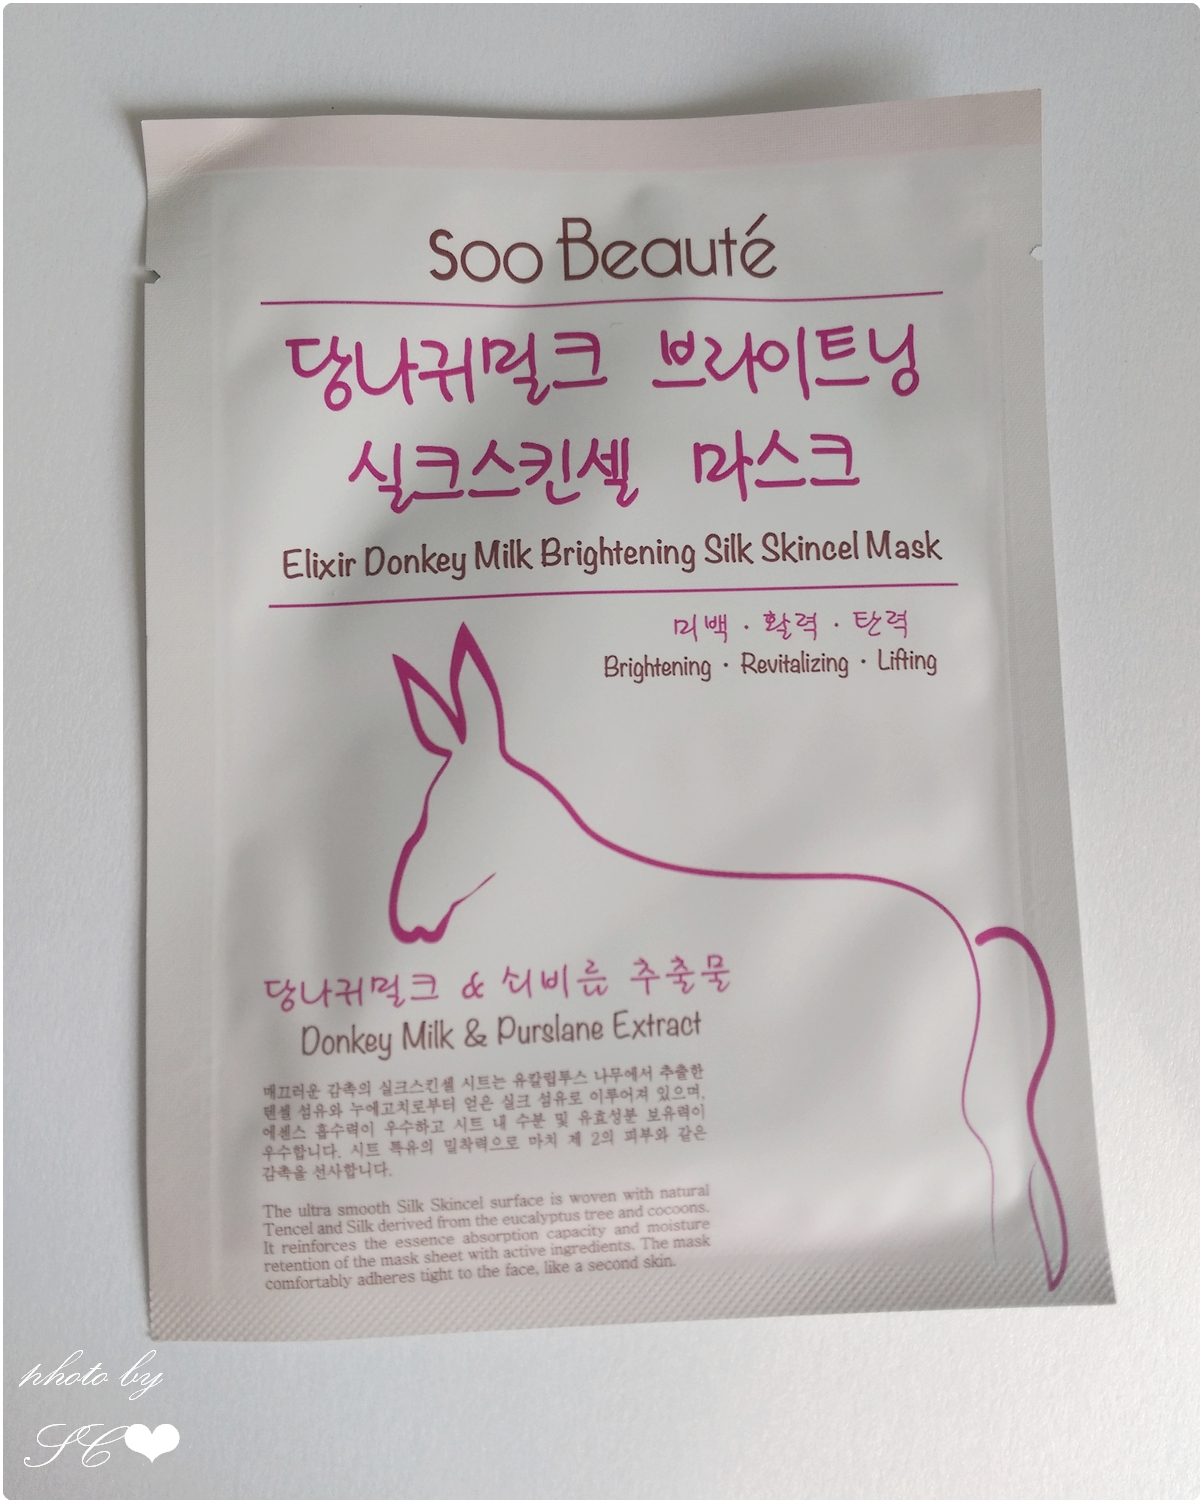 Soo Beauté
당나귀밀크 브라이트닝
실크스킨셀 마스크
Elixir Donkey Milk Brightening Silk Skincel Mask
미백 · 활력 · 탄력
Brightening · Revitalizing · Lifting
당나귀밀크 & 쇠비름 추출물
Donkey Milk & Purslane Extract
매끄러운 감촉의 실크스킨셀 시트는 유칼립투스 나무에서 추출한
텐셀 섬유와 누에고치로부터 얻은 실크 섬유로 이루어져 있으며,
에센스 흡수력이 우수하고 시트 내 수분 및 유효성분 보유력이
우수합니다. 시트 특유의 밀착력으로 마치 제 2의 피부와 같은
감촉을 선사합니다.
The ultra smooth Silk Skincel surface is woven with natural
Tencel and Silk derived from the eucalyptus tree and cocoons.
It reinforces the essence absorption capacity and moisture
retention of the mask sheet with active ingredients. The mask
comfortably adheres tight to the face, like a second skin.
photo by
SC